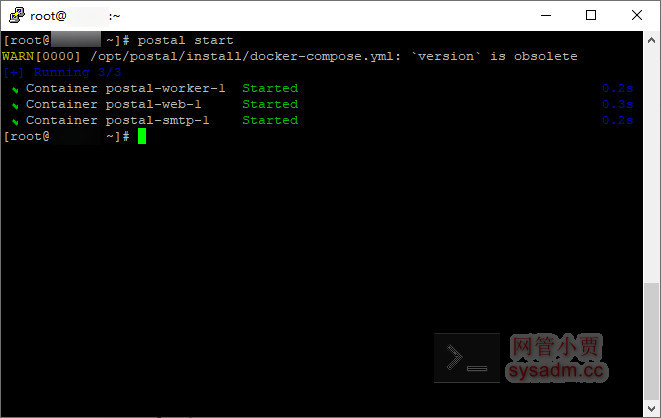 root@ :~
[root@ ~]# postal start
WARN[0000] /opt/postal/install/docker-compose.yml: `version` is obsolete
[+] Running 3/3
✔ Container postal-worker-1 Started 0.2s
✔ Container postal-web-1 Started 0.3s
✔ Container postal-smtp-1 Started 0.2s
[root@ ~]#
>_
网管小贾
sysadm.cc